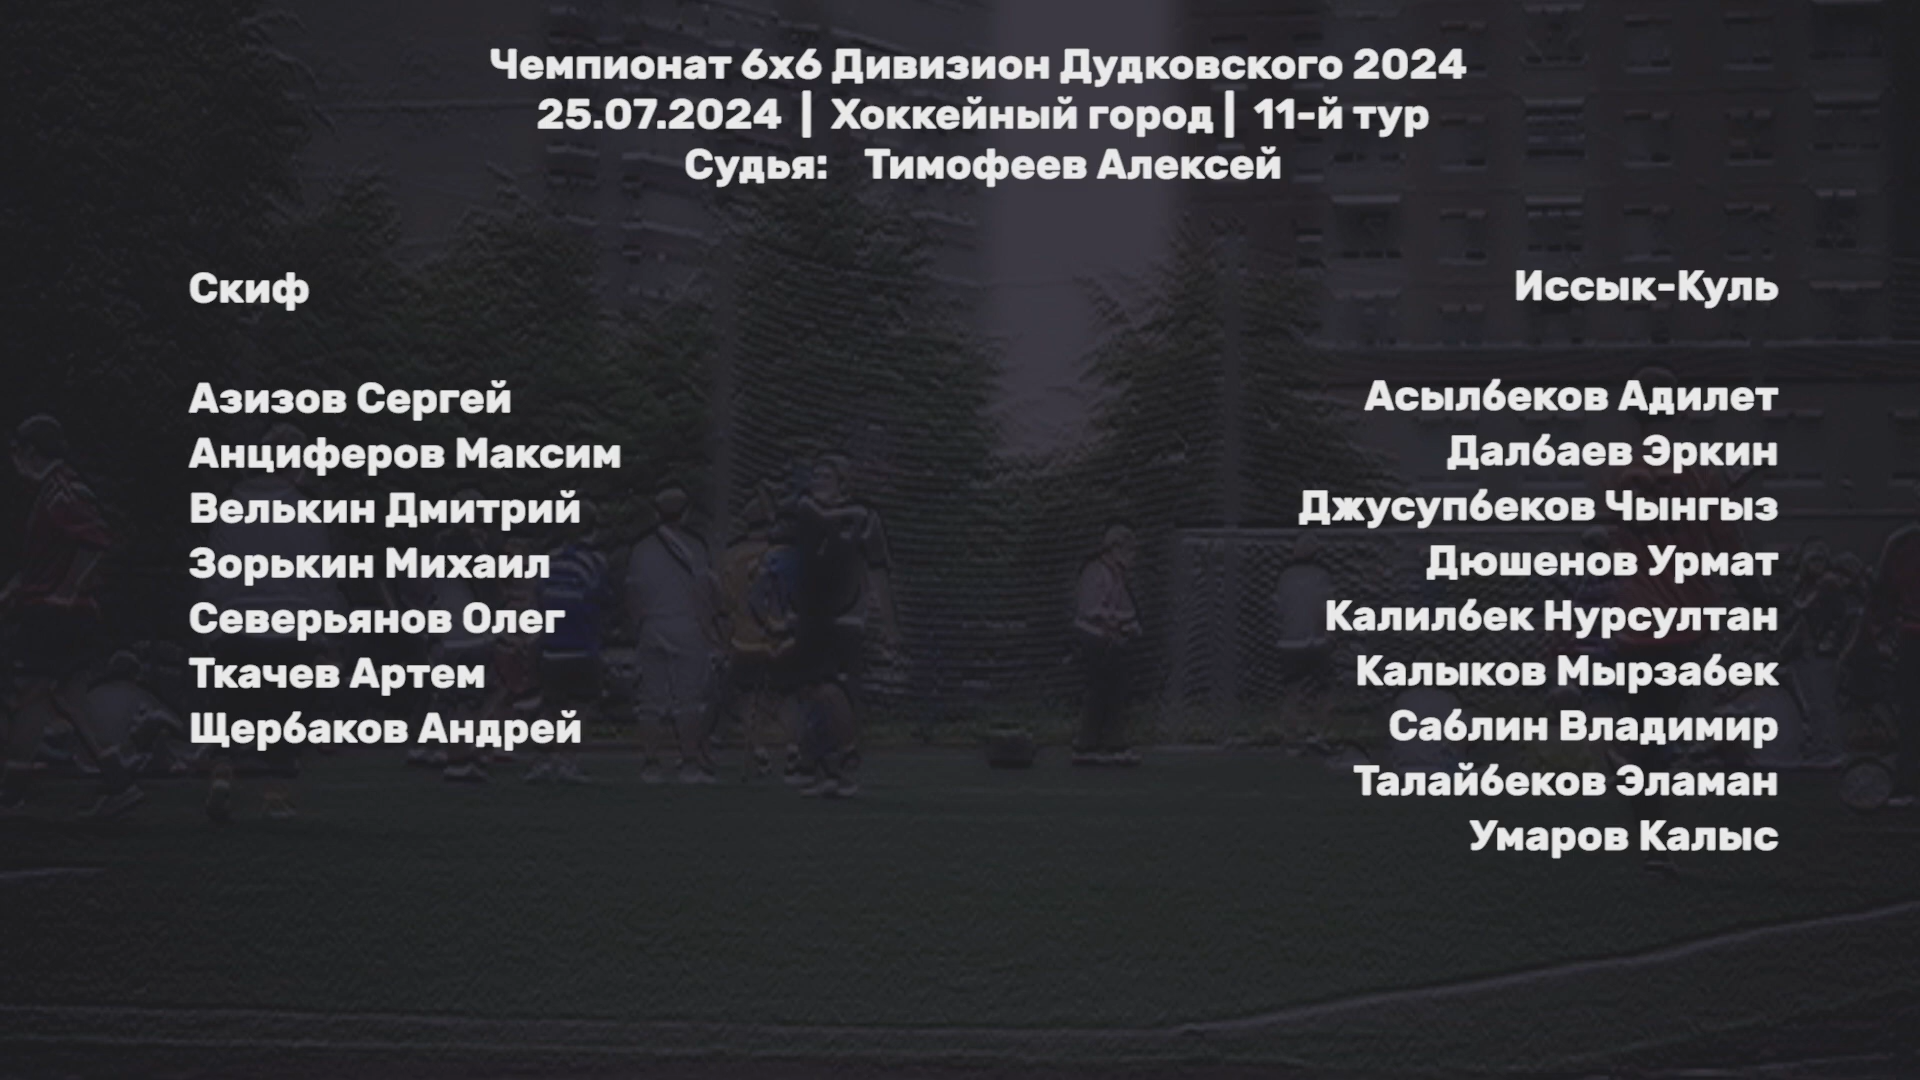 Чемпионат 6х6 Дивизион Дудковского 2024
25.07.2024 | Хоккейный город | 11-й тур
Судья: Тимофеев Алексей
Скиф
Азизов Сергей
Анциферов Максим
Велькин Дмитрий
Зорькин Михаил
Северьянов Олег
Ткачев Артем
Щербаков Андрей
Иссык-Куль
Асылбеков Адилет
Далбаев Эркин
Джусупбеков Чынгыз
Дюшенов Урмат
Калилбек Нурсултан
Калыков Мырзабек
Саблин Владимир
Талайбеков Эламан
Умаров Калыс